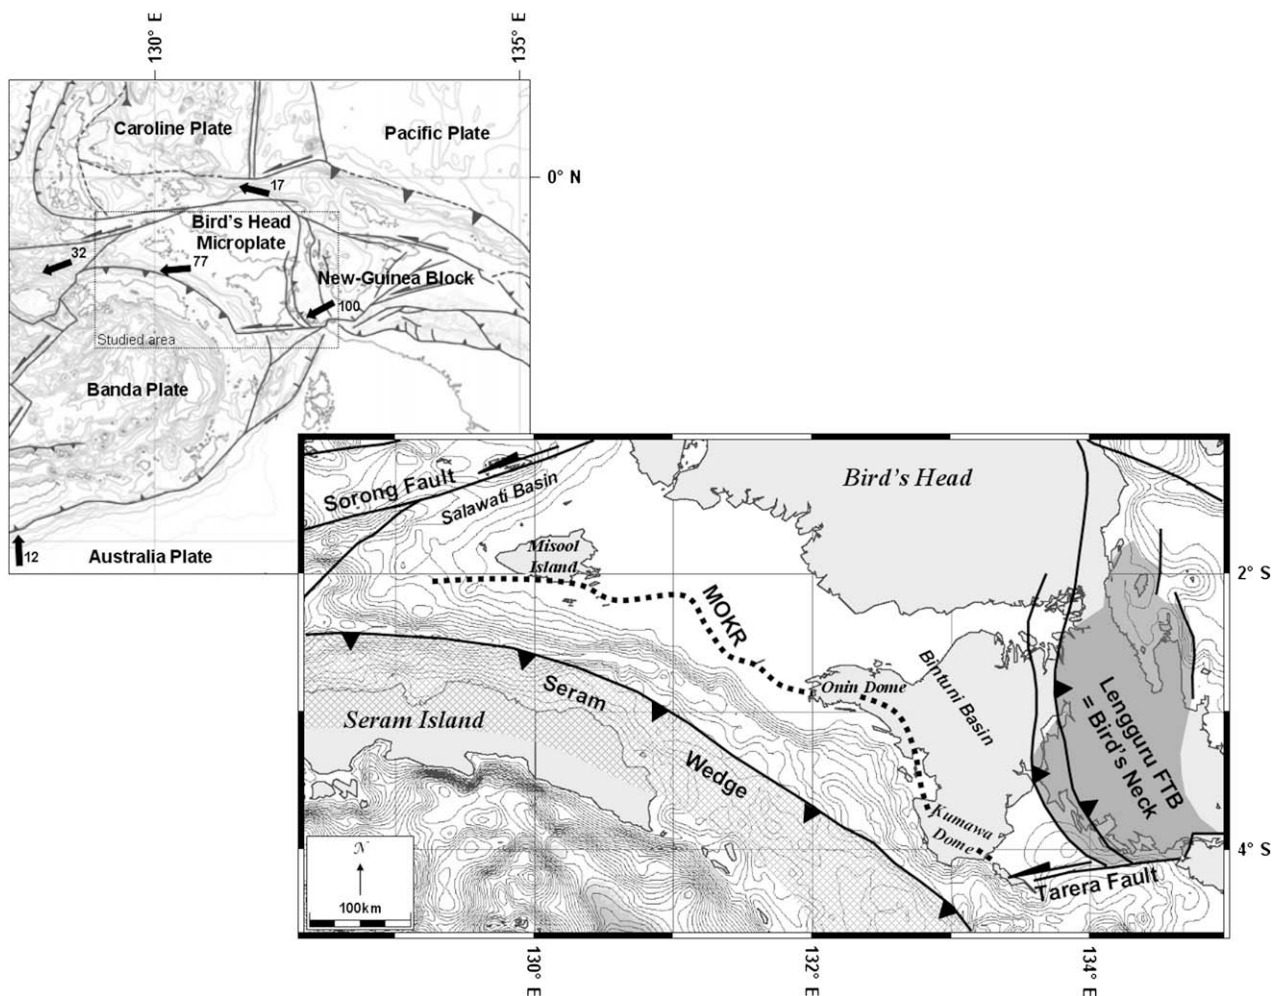 130° E
135° E
Caroline Plate
Pacific Plate
0° N
17
Bird's Head
Microplate
32
77
New-Guinea Block
100
Studied area
Banda Plate
12
Australia Plate
Sorong Fault
Salawati Basin
Bird's Head
Misool
Island
2° S
MOKR
Onin Dome
Bintuni Basin
Lengguru FTB
= Bird's Neck
Seram
Wedge
Seram Island
Kumawa
Dome
Tarera Fault
4° S
N
100km
130° E
132° E
134° E